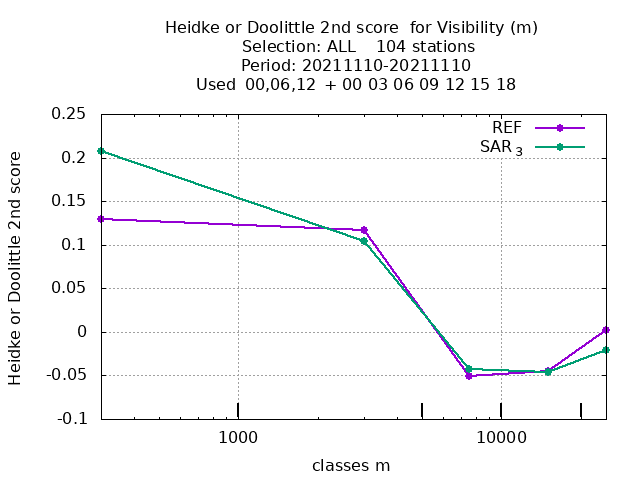 Heidke or Doolittle 2nd score  for Visibility (m)
Selection: ALL    104 stations
Period: 20211110-20211110
Used  00,06,12  + 00 03 06 09 12 15 18
REF
SAR 3
0.25
0.2
0.15
0.1
0.05
0
-0.05
-0.1
Heidke or Doolittle 2nd score
1000
10000
classes m